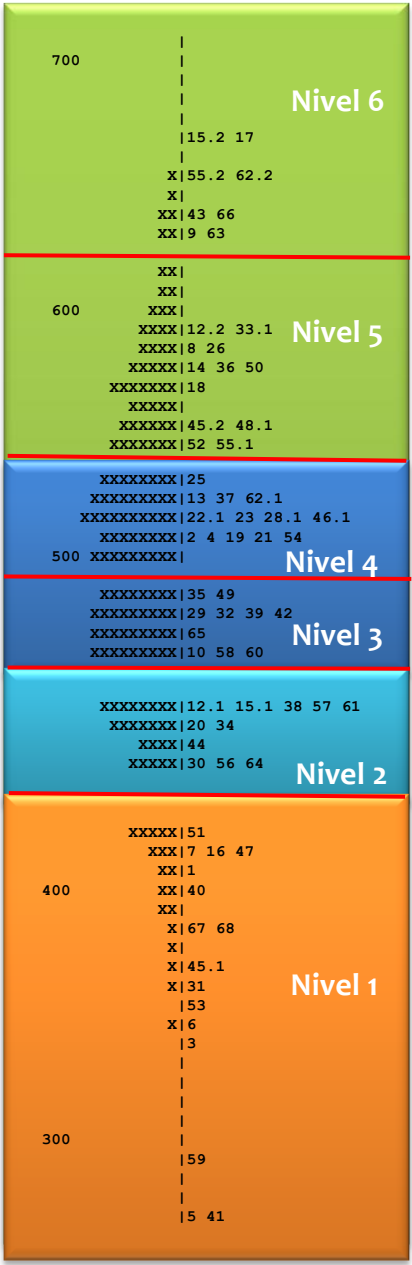 |
700 |
|
|
Nivel 6
|
|15.2 17
|
X|55.2 62.2
X|
XX|43 66
XX|9 63
XX|
XX|
600 XXX|
XXXX|12.2 33.1
Nivel 5
XXXX|8 26
XXXXX|14 36 50
XXXXXXX|18
XXXXX|
XXXXXX|45.2 48.1
XXXXXXX|52 55.1
XXXXXXXX|25
XXXXXXXXX|13 37 62.1
XXXXXXXXXX|22.1 23 28.1 46.1
XXXXXXXX|2 4 19 21 54
500 XXXXXXXXX|
Nivel 4
XXXXXXXX|35 49
XXXXXXXXX|29 32 39 42
XXXXXXXXX|65
Nivel 3
XXXXXXXXX|10 58 60
XXXXXXXX|12.1 15.1 38 57 61
XXXXXXX|20 34
XXXX|44
XXXXX|30 56 64
Nivel 2
XXXXX|51
XXX|7 16 47
XX|1
400 XX|40
XX|
X|67 68
X|
X|45.1
X|31
Nivel 1
|53
X|6
|3
|
|
|
|
300 |
|59
|
|
|5 41